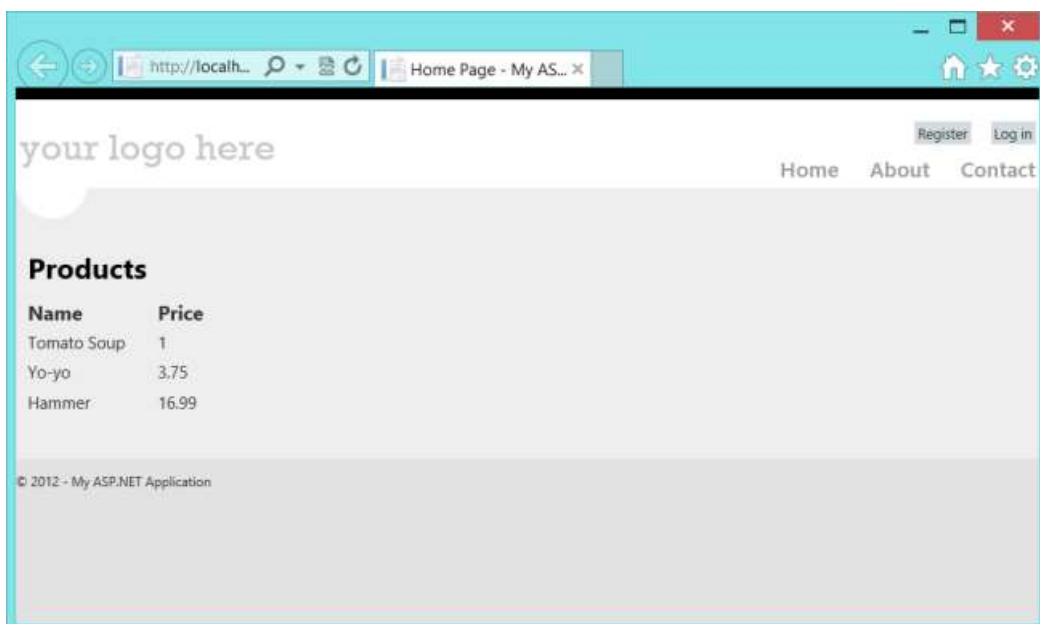 http://localh...
Home Page - My AS...
your logo here
Register Log in
Home About Contact
Products
Name Price
Tomato Soup 1
Yo-yo 3.75
Hammer 16.99
© 2012 - My ASP.NET Application